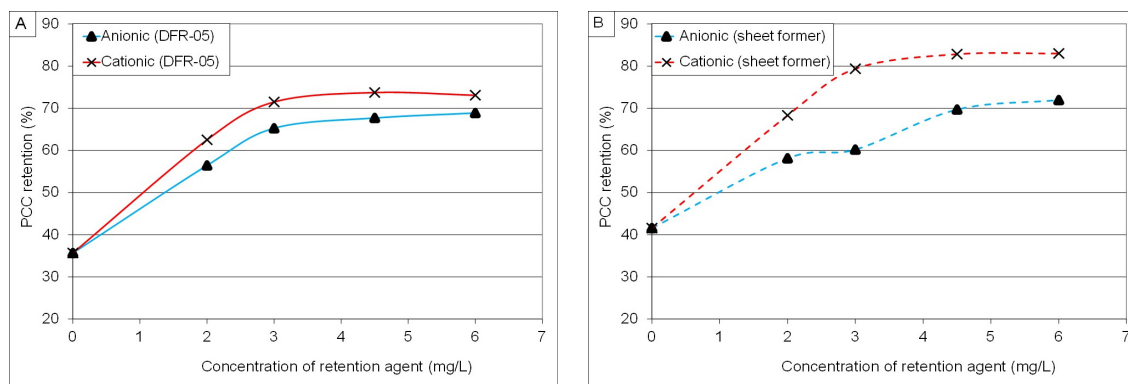 A
Anionic (DFR-05)
Cationic (DFR-05)
PCC retention (%)
90
80
70
60
50
40
30
20
0 1 2 3 4 5 6 7
Concentration of retention agent (mg/L)
B
Anionic (sheet former)
Cationic (sheet former)
PCC retention (%)
90
80
70
60
50
40
30
20
0 1 2 3 4 5 6 7
Concentration of retention agent (mg/L)